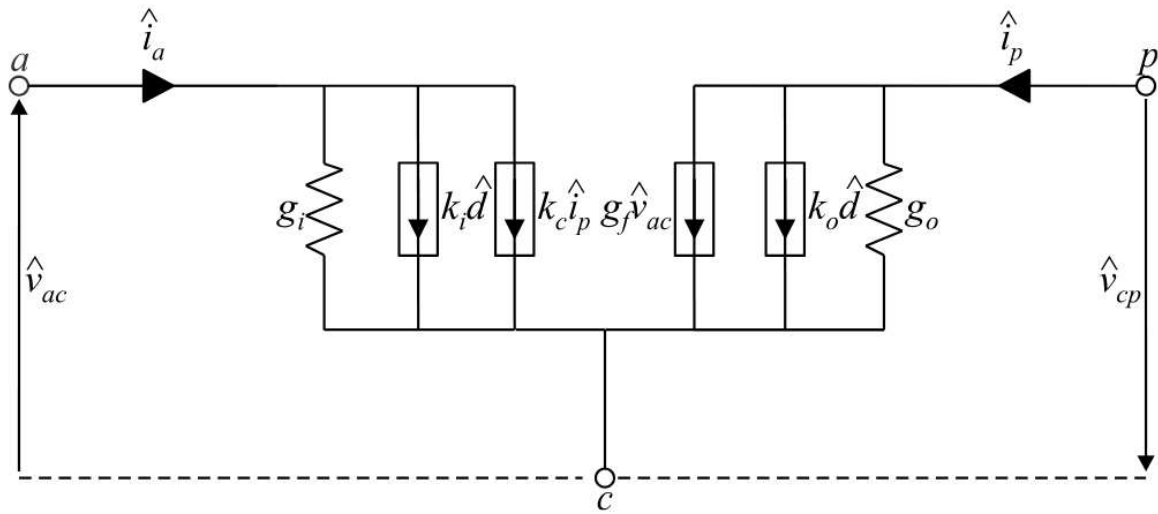 î_a î_p
a p
g_i k_i d̂ k_c î_p g_f v̂_ac k_o d̂ g_o
v̂_ac v̂_cp
c